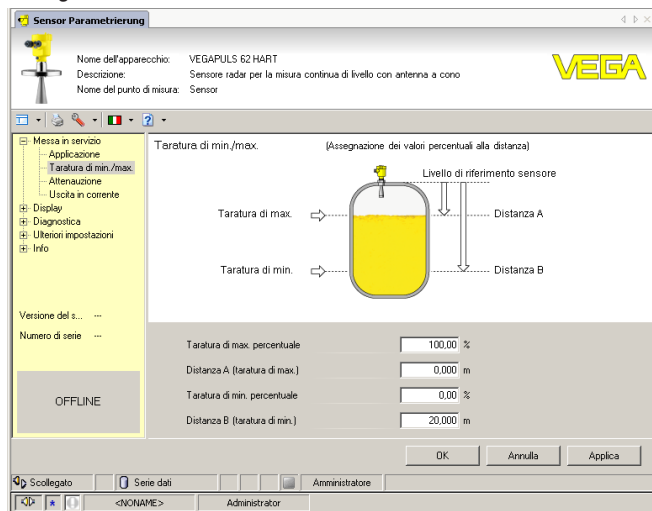 Sensor Parametrierung
Nome dell'apparecchio: VEGAPULS 62 HART
Descrizione: Sensore radar per la misura continua di livello con antenna a cono
Nome del punto di misura: Sensor
VEGA
Messa in servizio
Applicazione
Taratura di min./max.
Attenauzione
Uscita in corrente
Display
Diagnostica
Ulteriori impostazioni
Info
Versione del s... ---
Numero di serie ---
OFFLINE
Taratura di min./max. (Assegnazione dei valori percentuali alla distanza)
Livello di riferimento sensore
Taratura di max. Distanza A
Taratura di min. Distanza B
Taratura di max. percentuale 100,00 %
Distanza A (taratura di max.) 0,000 m
Taratura di min. percentuale 0,00 %
Distanza B (taratura di min.) 20,000 m
OK Annulla Applica
Scollegato Serie dati Amministratore
<NONAME> Administrator